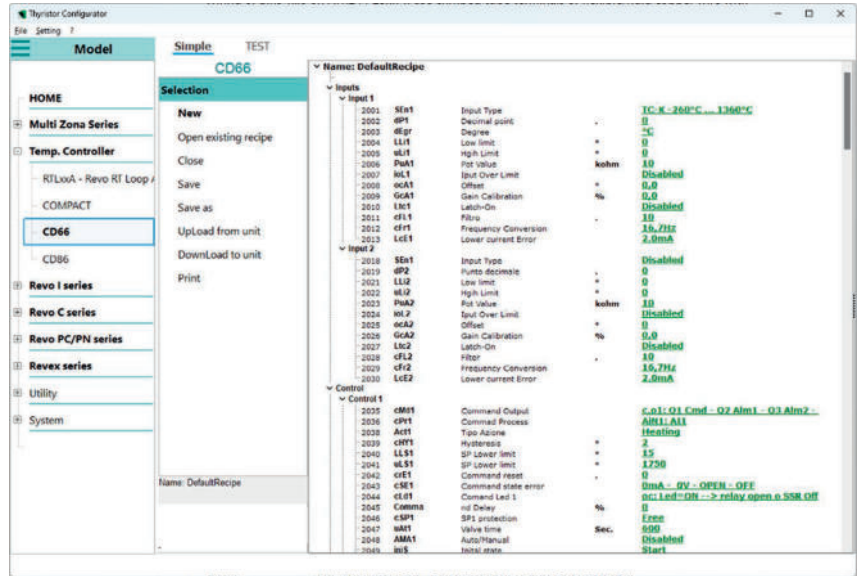 Thyristor Configurator
File Setting ?
Model
Simple TEST
CD66
HOME
Multi Zona Series
Temp. Controller
RTLxxA - Revo RT Loop
COMPACT
CD66
CD86
Revo I series
Revo C series
Revo PC/PN series
Revex series
Utility
System
Selection
New
Open existing recipe
Close
Save
Save as
UpLoad from unit
DownLoad to unit
Print
Name: DefaultRecipe
Name: DefaultRecipe
Inputs
Input 1
2001 SEn1 Input Type TC-K -260°C ... 1360°C
2002 dP1 Decimal point . 0
2003 dEgr Degree °C
2004 LLi1 Low limit ° 0
2005 uLi1 Hgih Limit ° 0
2006 PuA1 Pot Value kohm 10
2007 ioL1 Iput Over Limit Disabled
2008 ocA1 Offset ° 0,0
2009 GcA1 Gain Calibration % 0,0
2010 Ltc1 Latch-On Disabled
2011 cFL1 Filtro . 10
2012 cFr1 Frequency Conversion 16,7Hz
2013 LcE1 Lower current Error 2.0mA
Input 2
2018 SEn1 Input Type Disabled
2019 dP2 Punto decimale . 0
2021 LLi2 Low limit ° 0
2022 uLi2 Hgih Limit ° 0
2023 PuA2 Pot Value kohm 10
2024 ioL2 Iput Over Limit Disabled
2025 ocA2 Offset ° 0
2026 GcA2 Gain Calibration % 0,0
2027 Ltc2 Latch-On Disabled
2028 cFL2 Filter . 10
2029 cFr2 Frequency Conversion 16,7Hz
2030 LcE2 Lower current Error 2.0mA
Control
Control 1
2035 cMd1 Command Output c.o1: O1 Cmd - O2 Alm1 - O3 Alm2 -
2036 cPr1 Commad Process AiN1: AI1
2038 Act1 Tipo Azione Heating
2039 cHY1 Hysteresis ° 2
2040 LLS1 SP Lower limit ° 15
2041 uLS1 SP Lower limit ° 1750
2042 crE1 Command reset . 0
2043 cSE1 Command state error 0mA - 0V - OPEN - OFF
2044 cLd1 Comand Led 1 oc: Led=ON --> relay open o SSR Off
2045 Comma nd Delay % 0
2046 cSP1 SP1 protection Free
2047 uAt1 Valve time Sec. 600
2048 AMA1 Auto/Manual Disabled
2049 iniS Initial state Start